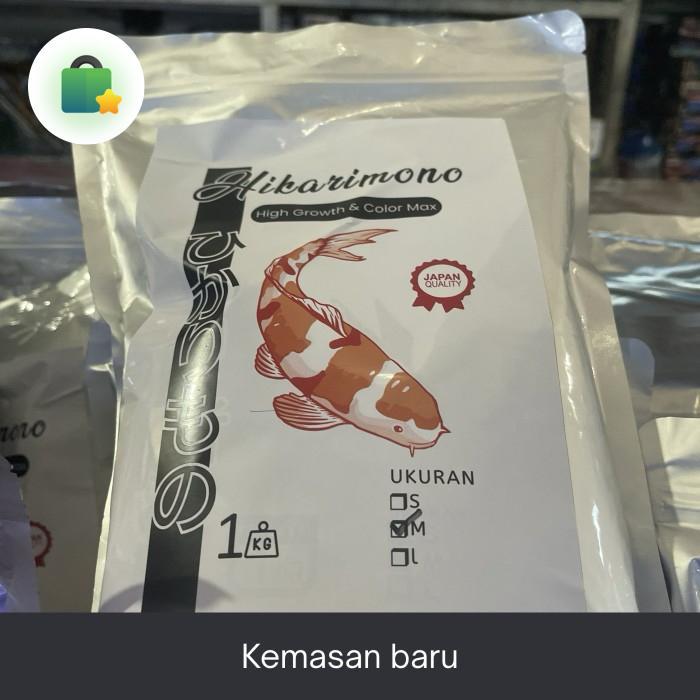 Hikarimono
High Growth & Color Max
ひかりもの
JAPAN
QUALITY
UKURAN
S
M
L
1 KG
Kemasan baru